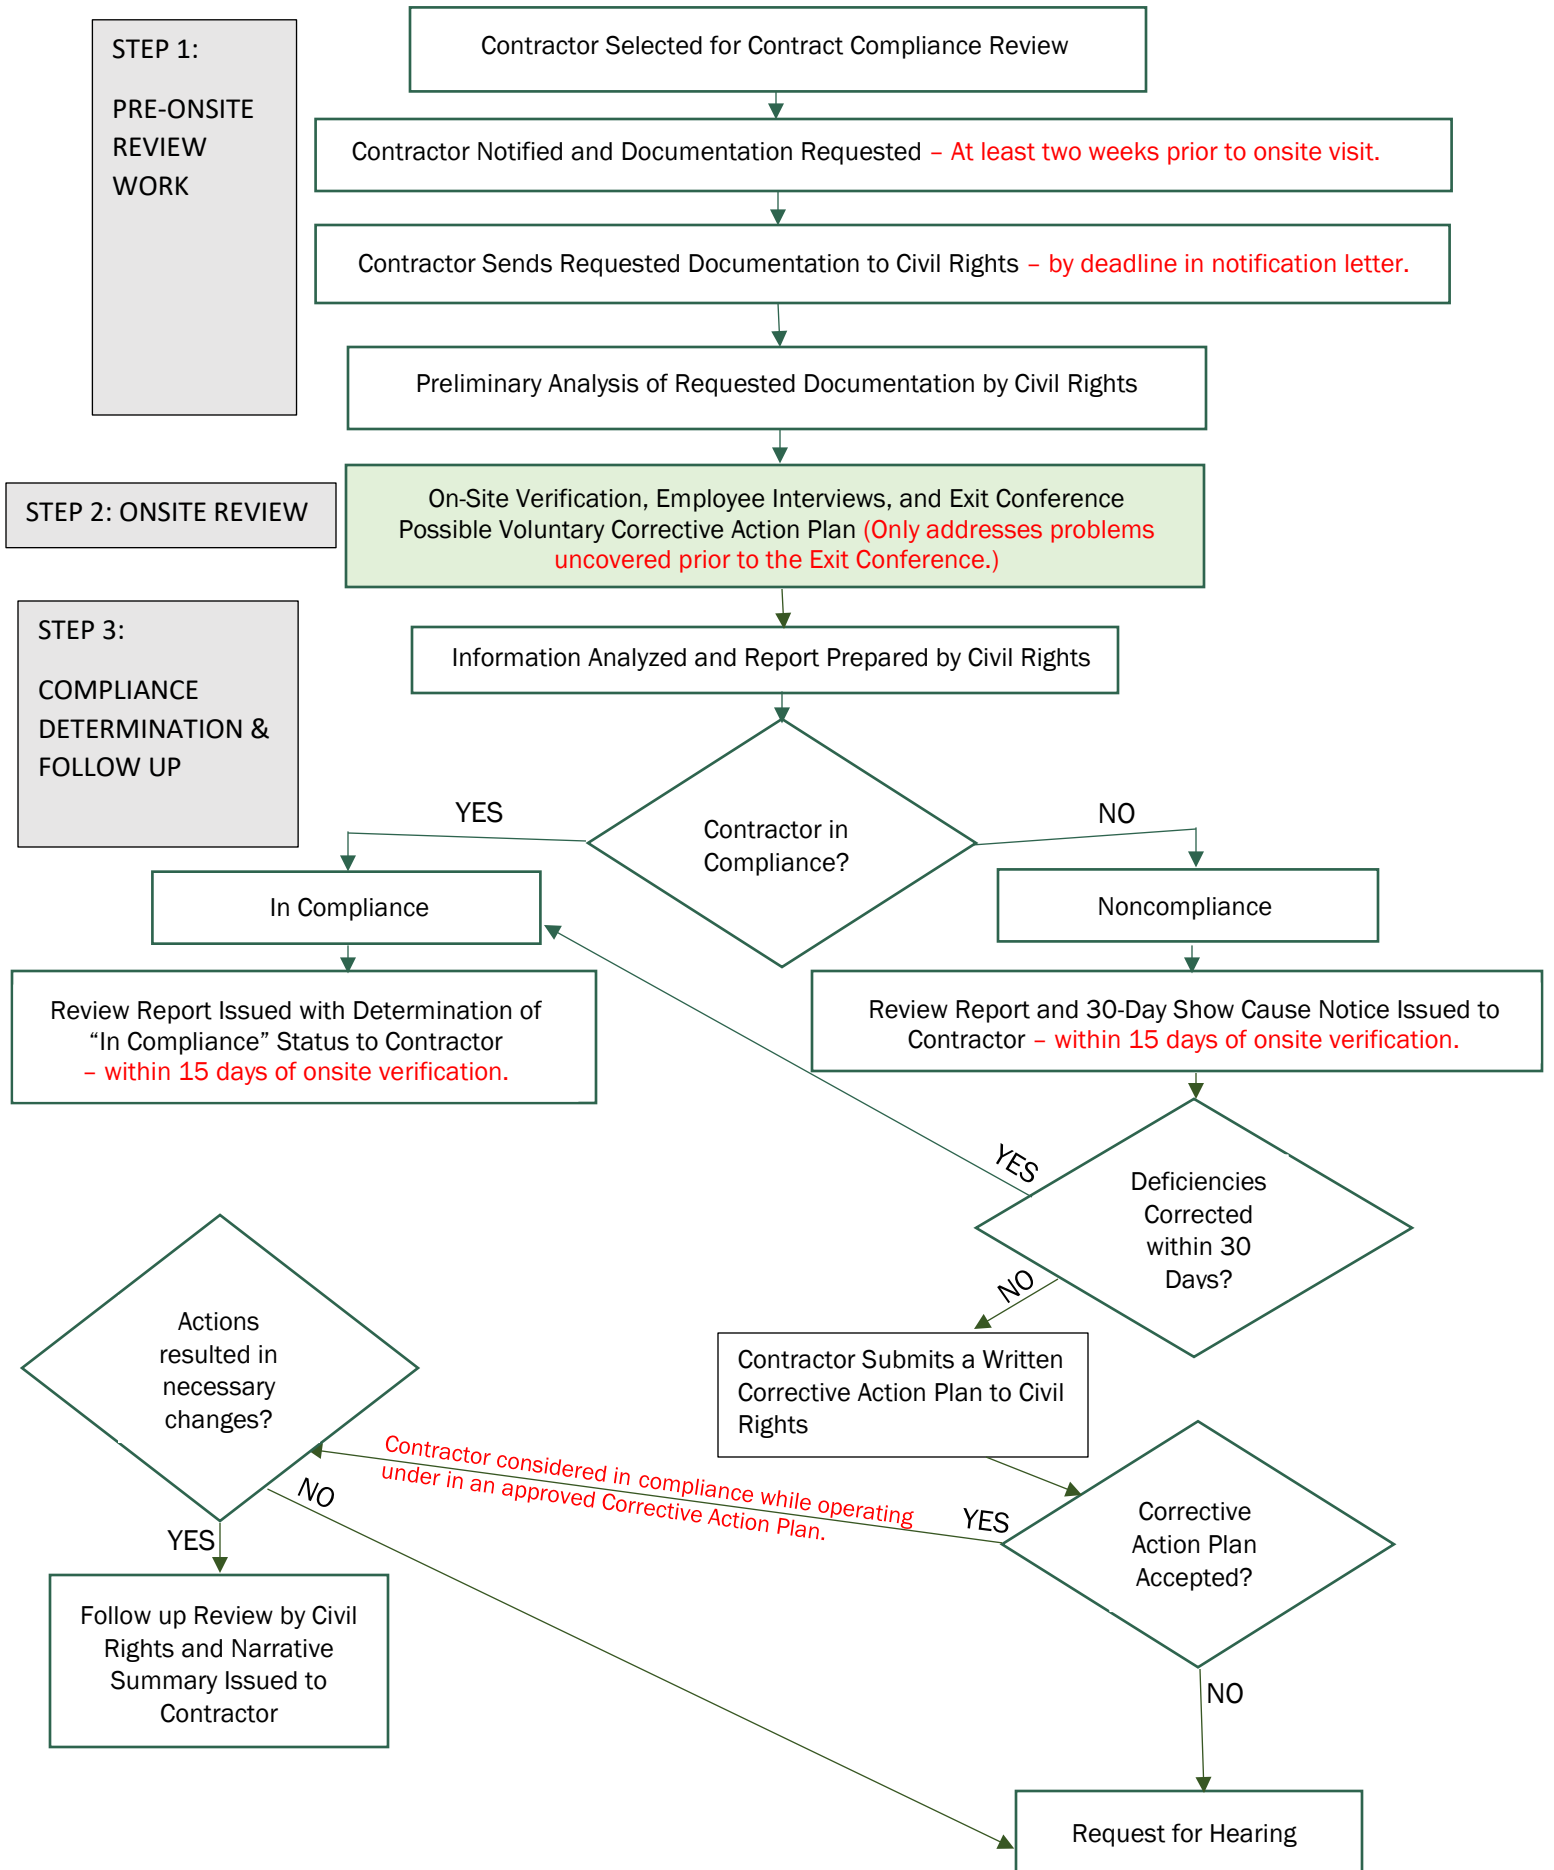 STEP 1:
PRE-ONSITE
REVIEW
WORK
Contractor Selected for Contract Compliance Review
Contractor Notified and Documentation Requested – At least two weeks prior to onsite visit.
Contractor Sends Requested Documentation to Civil Rights – by deadline in notification letter.
Preliminary Analysis of Requested Documentation by Civil Rights
STEP 2: ONSITE REVIEW
On-Site Verification, Employee Interviews, and Exit Conference
Possible Voluntary Corrective Action Plan (Only addresses problems
uncovered prior to the Exit Conference.)
STEP 3:
COMPLIANCE
DETERMINATION &
FOLLOW UP
Information Analyzed and Report Prepared by Civil Rights
Contractor in
Compliance?
YES
NO
In Compliance
Noncompliance
Review Report Issued with Determination of
“In Compliance” Status to Contractor
– within 15 days of onsite verification.
Review Report and 30-Day Show Cause Notice Issued to
Contractor – within 15 days of onsite verification.
Deficiencies
Corrected
within 30
Days?
YES
NO
Contractor Submits a Written
Corrective Action Plan to Civil
Rights
Corrective
Action Plan
Accepted?
YES
Contractor considered in compliance while operating
under in an approved Corrective Action Plan.
NO
Actions
resulted in
necessary
changes?
NO
YES
Follow up Review by Civil
Rights and Narrative
Summary Issued to
Contractor
Request for Hearing